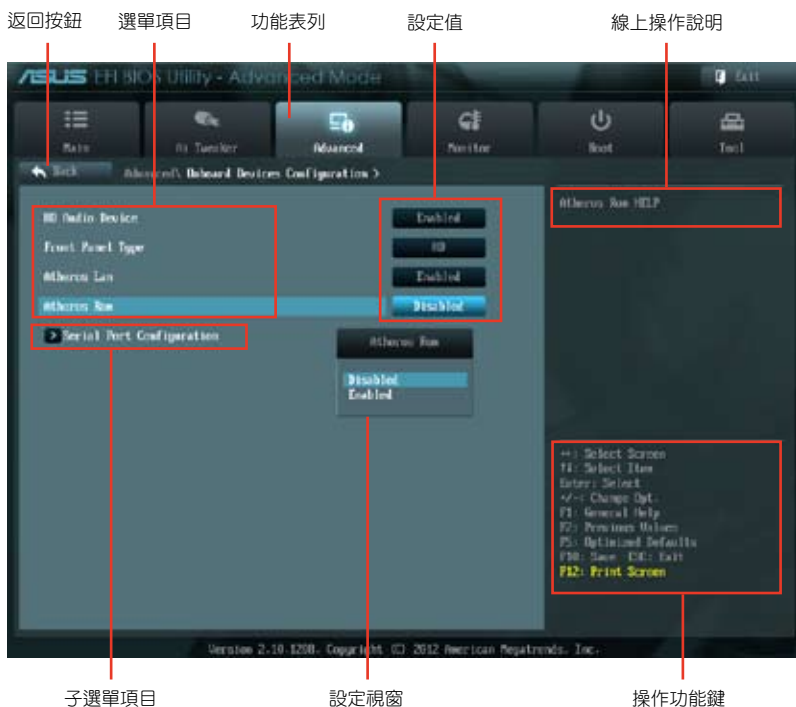 返回按鈕 選單項目 功能表列 設定值 線上操作說明
ASUS EFI BIOS Utility - Advanced Mode Exit
Main Ai Tweaker Advanced Monitor Boot Tool
Back Advanced\ Onboard Devices Configuration >
HD Audio Device Enabled
Front Panel Type HD
Atheros Lan Enabled
Atheros Rom Disabled
> Serial Port Configuration
Atheros Rom
Disabled
Enabled
Atheros Rom HELP
→←: Select Screen
↑↓: Select Item
Enter: Select
+/-: Change Opt.
F1: General Help
F2: Previous Values
F5: Optimized Defaults
F10: Save ESC: Exit
F12: Print Screen
Version 2.10.1208. Copyright (C) 2012 American Megatrends, Inc.
子選單項目 設定視窗 操作功能鍵